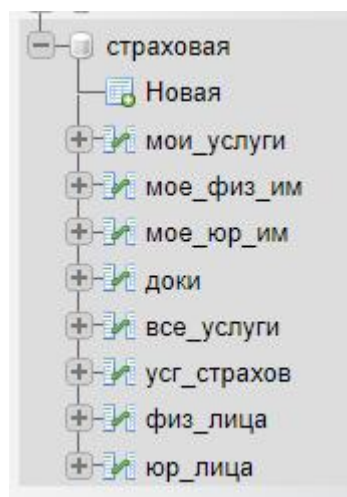 страховая
Новая
мои_услуги
мое_физ_им
мое_юр_им
доки
все_услуги
усг_страхов
физ_лица
юр_лица